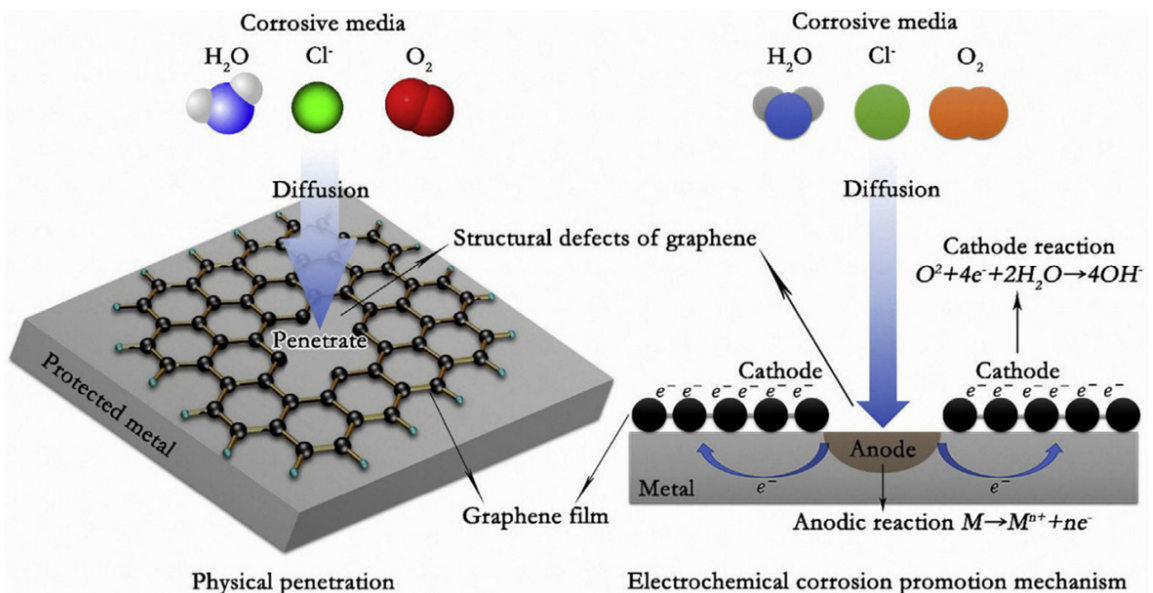 Corrosive media
H₂O Cl⁻ O₂
Diffusion
Penetrate
Protected metal
Physical penetration
Structural defects of graphene
Graphene film
Corrosive media
H₂O Cl⁻ O₂
Diffusion
Cathode reaction
O²+4e⁻+2H₂O→4OH⁻
Cathode
e⁻ e⁻ e⁻ e⁻ e⁻ e⁻
Cathode
e⁻ e⁻ e⁻ e⁻ e⁻ e⁻
Anode
Metal
e⁻
e⁻
Anodic reaction M→Mⁿ⁺+ne⁻
Electrochemical corrosion promotion mechanism